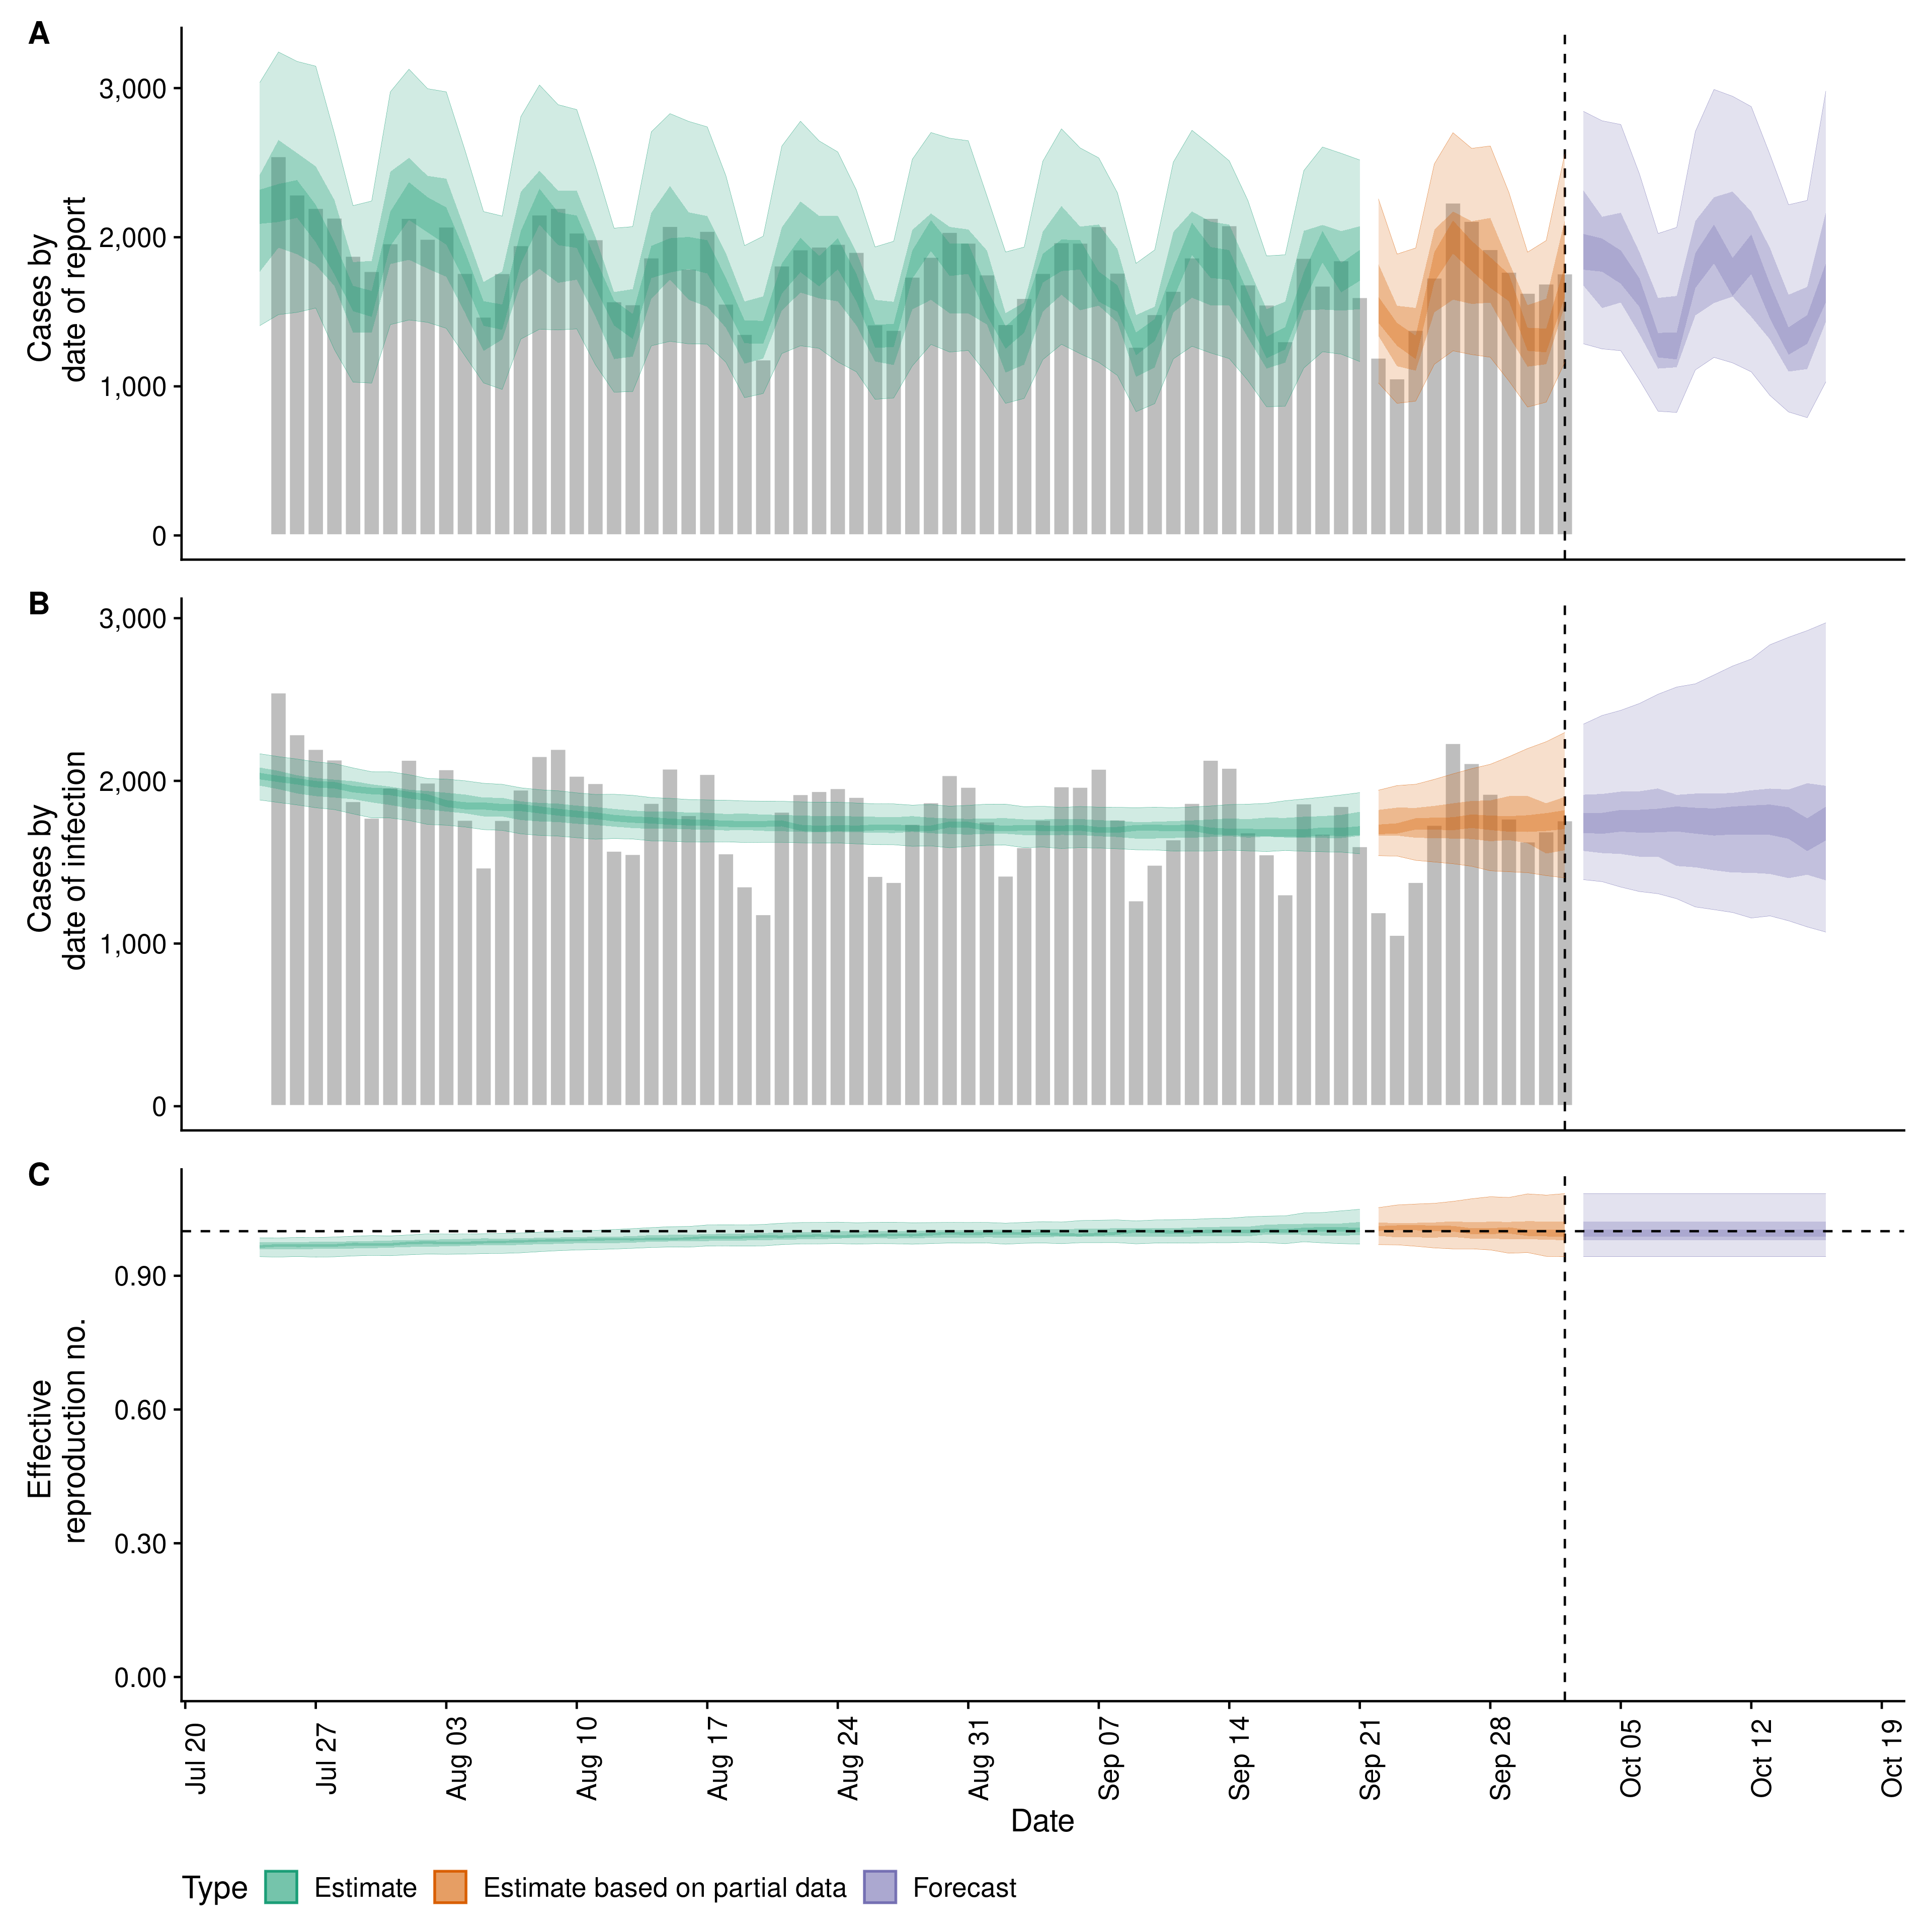 A
Cases by
date of report
3,000
2,000
1,000
0
B
Cases by
date of infection
3,000
2,000
1,000
0
C
Effective
reproduction no.
0.90
0.60
0.30
0.00
Jul 20
Jul 27
Aug 03
Aug 10
Aug 17
Aug 24
Aug 31
Sep 07
Sep 14
Sep 21
Sep 28
Oct 05
Oct 12
Oct 19
Date
Type Estimate Estimate based on partial data Forecast